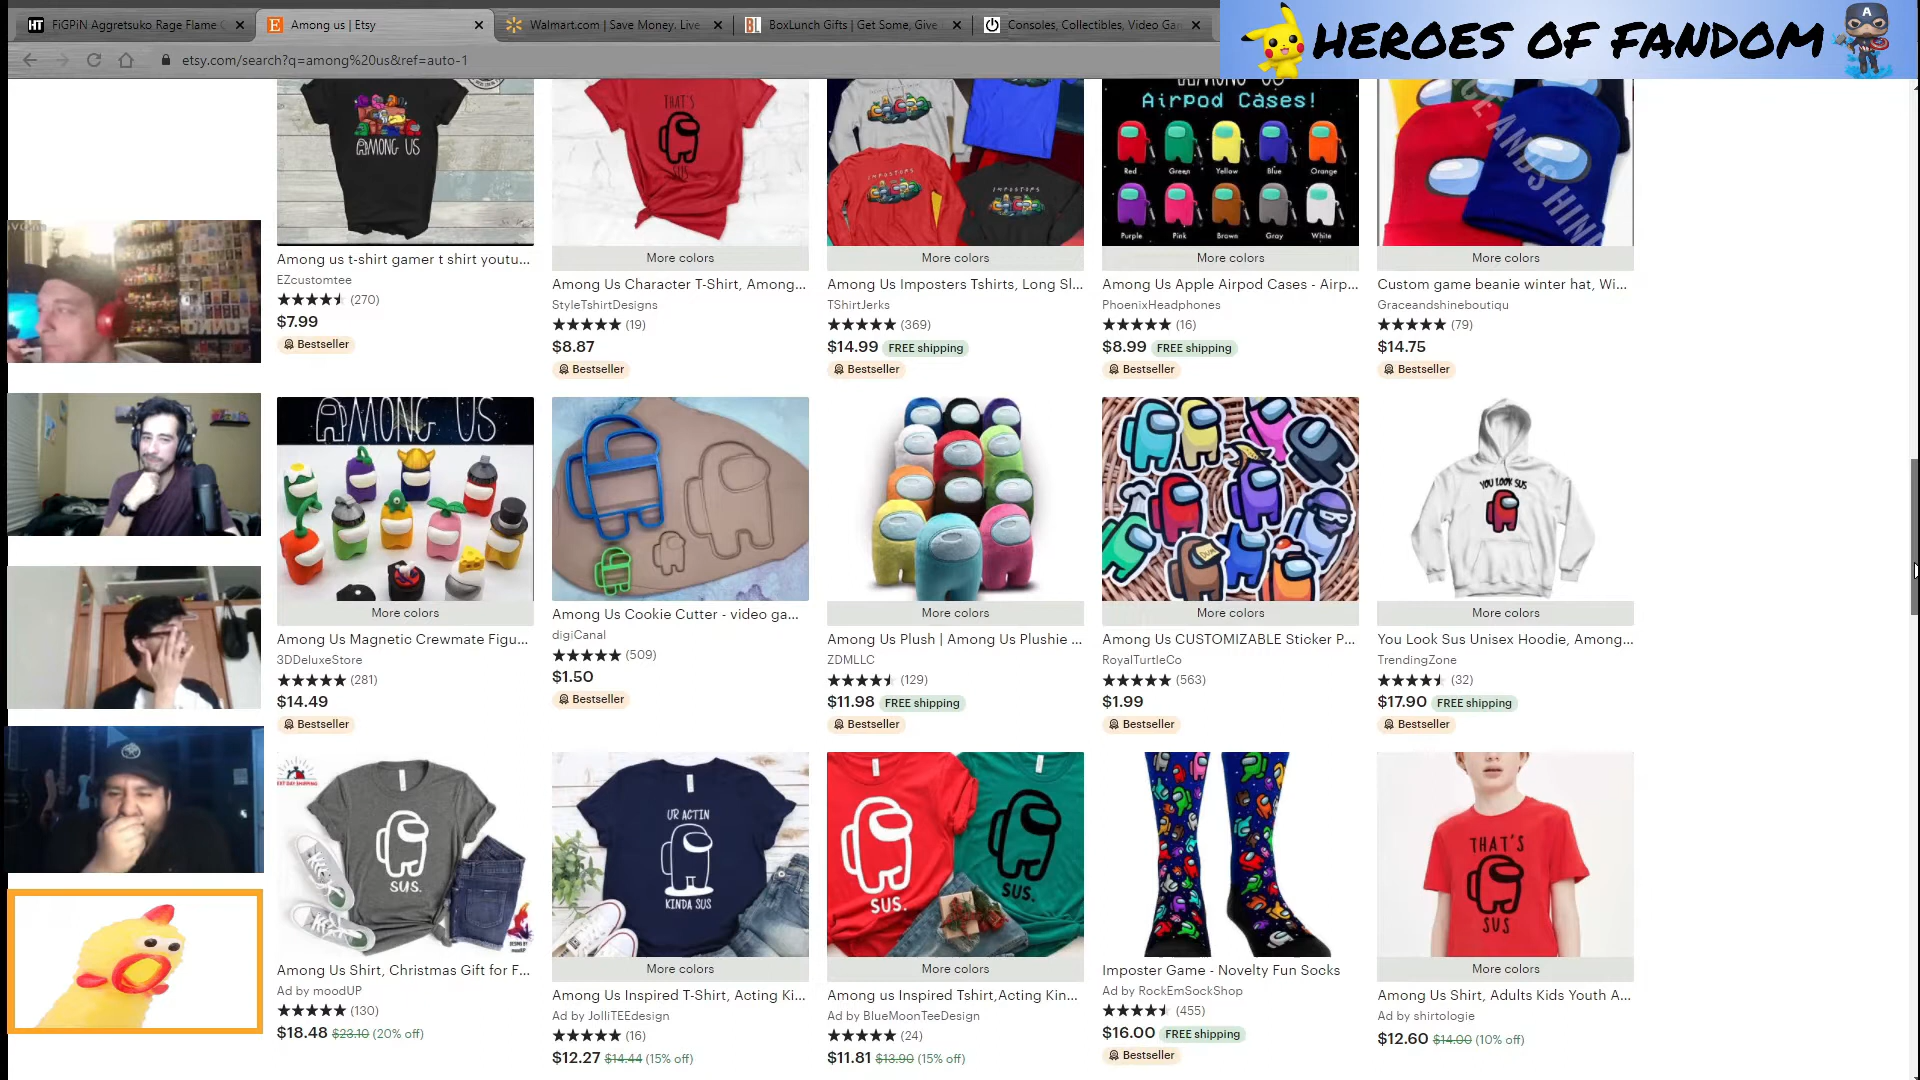 FiGPiN Aggretsuko Rage Flame
Among us | Etsy
Walmart.com | Save Money. Live
BoxLunch Gifts | Get Some, Give
Consoles, Collectibles, Video Gam
HEROES OF FANDOM
etsy.com/search?q=among%20us&ref=auto-1
AMONG US
THAT'S
SUS
IMPOSTORS
IMPOSTORS
Airpod Cases!
Red Green Yellow Blue Orange
Purple Pink Brown Gray White
More colors
More colors
More colors
More colors
Among us t-shirt gamer t shirt youtu...
EZcustomtee
(270)
$7.99
Bestseller
Among Us Character T-Shirt, Among...
StyleTshirtDesigns
(19)
$8.87
Bestseller
Among Us Imposters Tshirts, Long Sl...
TShirtJerks
(369)
$14.99 FREE shipping
Bestseller
Among Us Apple Airpod Cases - Airp...
PhoenixHeadphones
(16)
$8.99 FREE shipping
Bestseller
Custom game beanie winter hat, Wi...
Graceandshineboutiqu
(79)
$14.75
Bestseller
AMONG US
YOU LOOK SUS
More colors
More colors
More colors
More colors
Among Us Magnetic Crewmate Figu...
3DDeluxeStore
(281)
$14.49
Bestseller
Among Us Cookie Cutter - video ga...
digiCanal
(509)
$1.50
Bestseller
Among Us Plush | Among Us Plushie ...
ZDMLLC
(129)
$11.98 FREE shipping
Bestseller
Among Us CUSTOMIZABLE Sticker P...
RoyalTurtleCo
(563)
$1.99
Bestseller
You Look Sus Unisex Hoodie, Among...
TrendingZone
(32)
$17.90 FREE shipping
Bestseller
SUS.
UR ACTIN
KINDA SUS
SUS.
SUS.
THAT'S
SUS
More colors
More colors
More colors
Among Us Shirt, Christmas Gift for F...
Ad by moodUP
(130)
$18.48 $23.10 (20% off)
Among Us Inspired T-Shirt, Acting Ki...
Ad by JolliTEEdesign
(16)
$12.27 $14.44 (15% off)
Among us Inspired Tshirt,Acting Kin...
Ad by BlueMoonTeeDesign
(24)
$11.81 $13.90 (15% off)
Imposter Game - Novelty Fun Socks
Ad by RockEmSockShop
(455)
$16.00 FREE shipping
Bestseller
Among Us Shirt, Adults Kids Youth A...
Ad by shirtologie
$12.60 $14.00 (10% off)